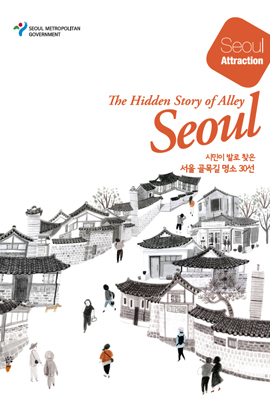 SEOUL METROPOLITAN
GOVERNMENT
Seoul
Attraction
The Hidden Story of Alley
Seoul
시민이 발로 찾은
서울 골목길 명소 30선